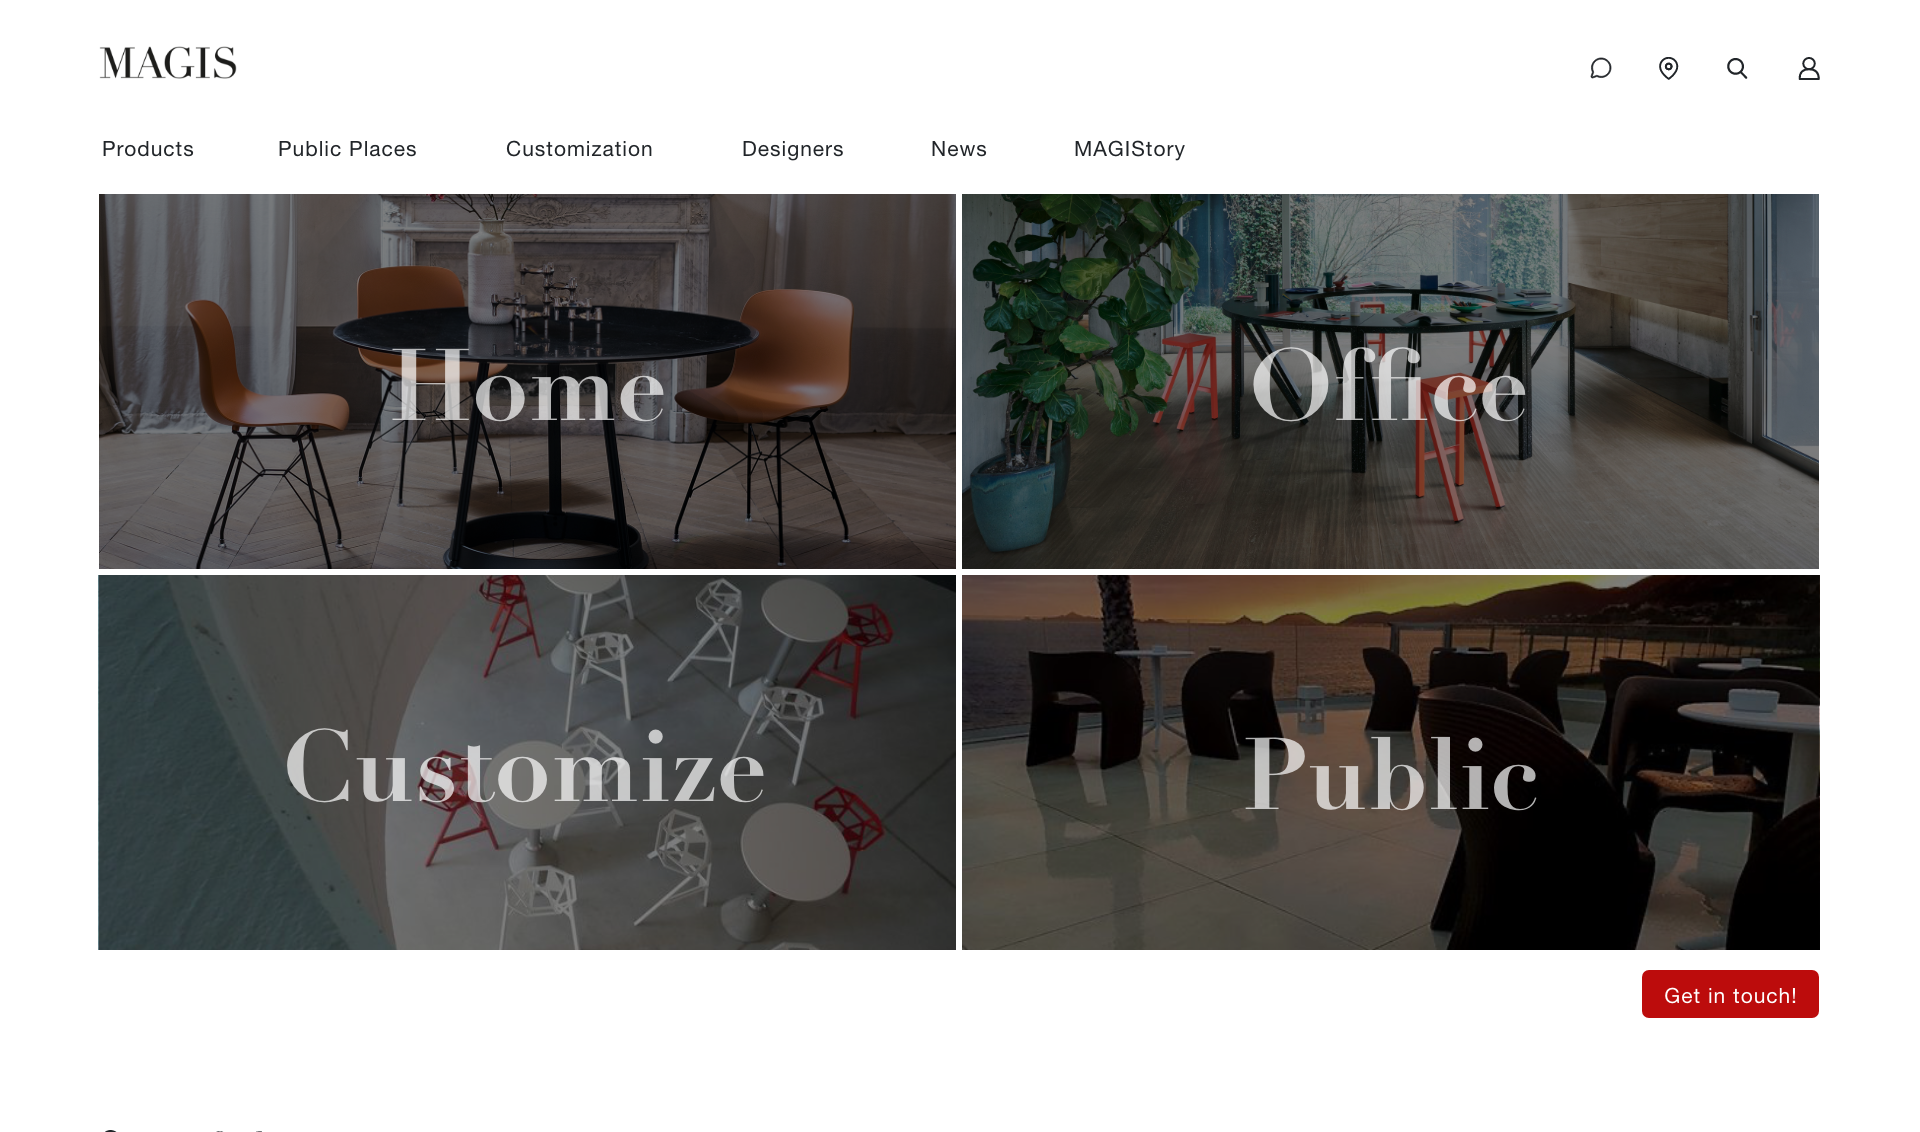 MAGIS
Products Public Places Customization Designers News MAGIStory
Home Office
Customize Public
Get in touch!